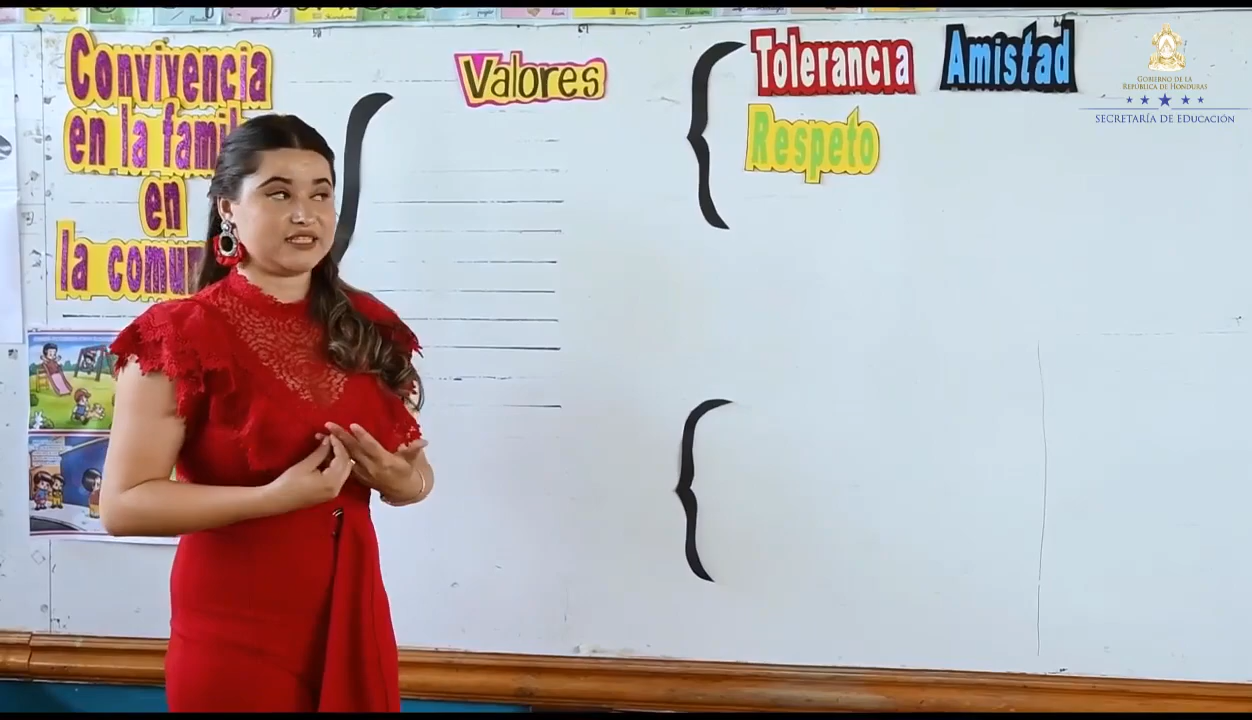 Convivencia
en la famil
en
la comun
Valores
Tolerancia
Amistad
Respeto
GOBIERNO DE LA
REPÚBLICA DE HONDURAS
SECRETARÍA DE EDUCACIÓN